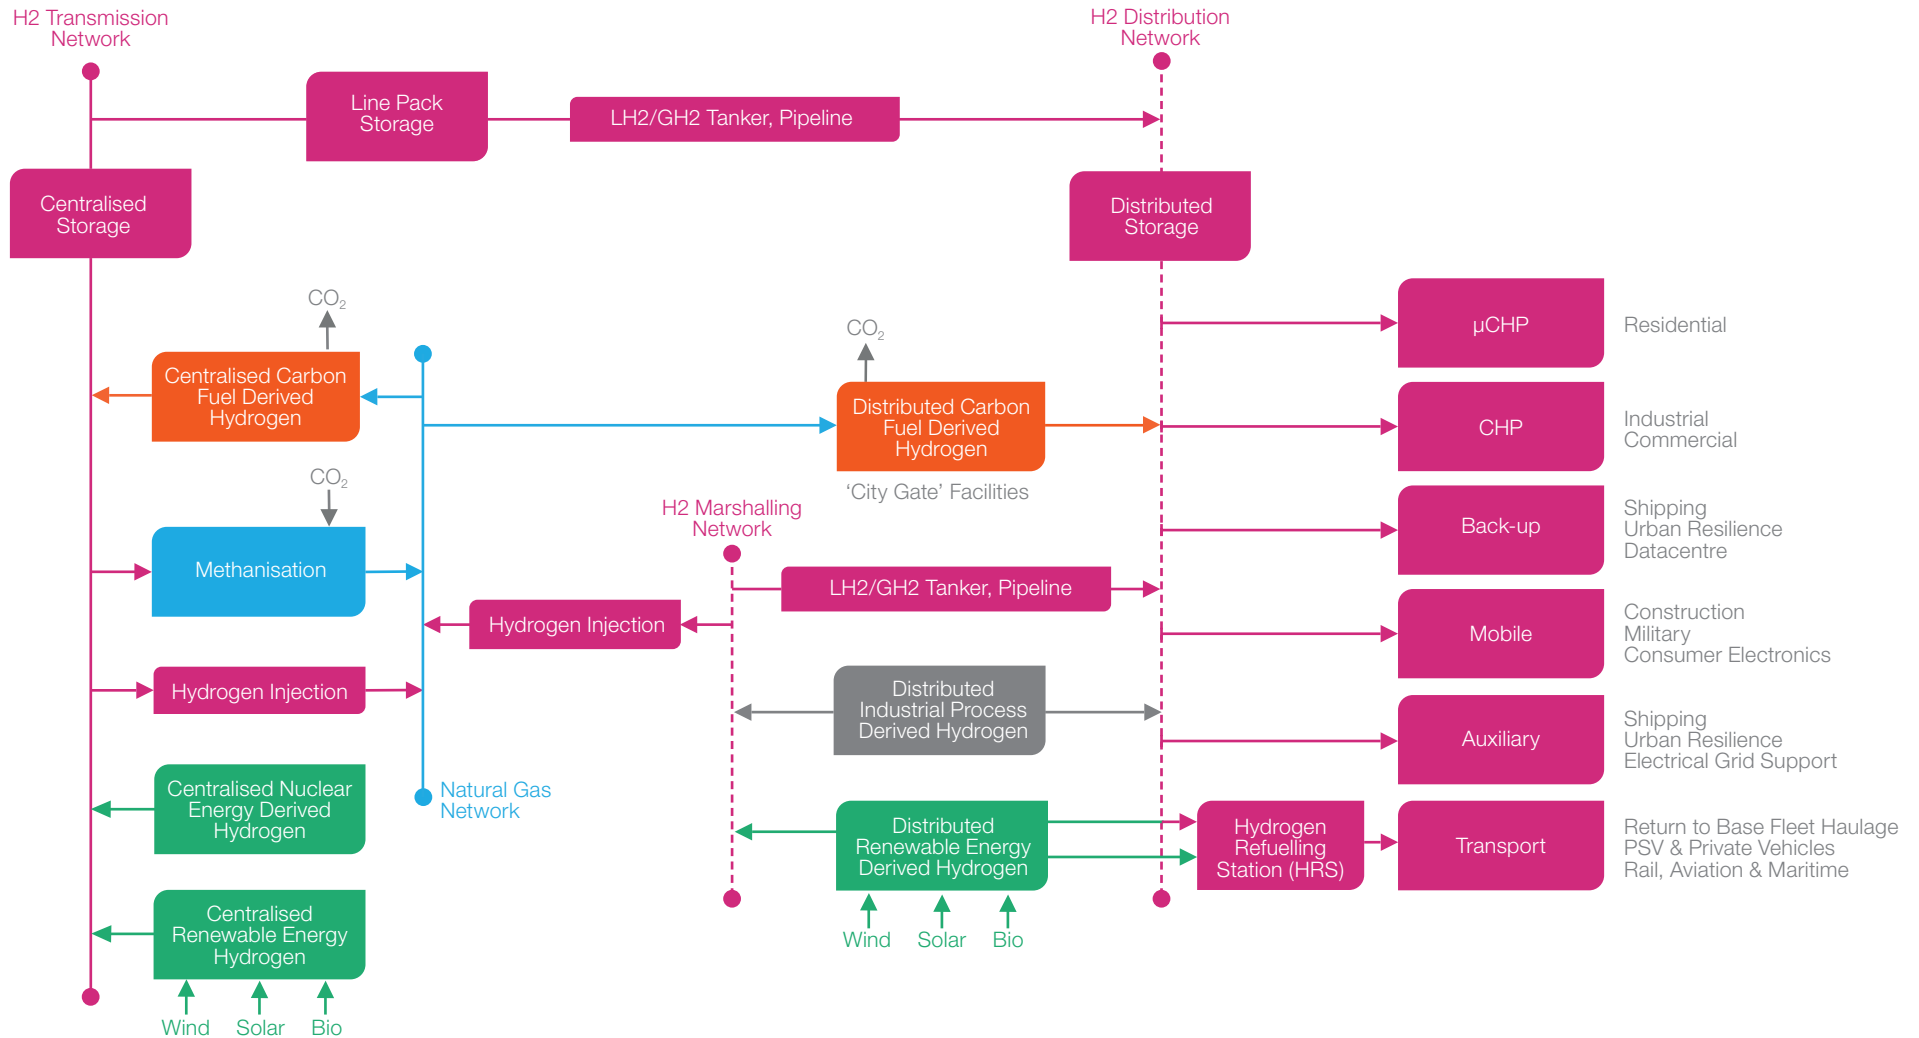 H2 Transmission
Network
H2 Distribution
Network
Line Pack
Storage
LH2/GH2 Tanker, Pipeline
Centralised
Storage
Distributed
Storage
CO₂
CO₂
µCHP
Residential
Centralised Carbon
Fuel Derived
Hydrogen
Distributed Carbon
Fuel Derived
Hydrogen
'City Gate' Facilities
CHP
Industrial
Commercial
CO₂
H2 Marshalling
Network
Back-up
Shipping
Urban Resilience
Datacentre
Methanisation
LH2/GH2 Tanker, Pipeline
Hydrogen Injection
Mobile
Construction
Military
Consumer Electronics
Hydrogen Injection
Distributed
Industrial Process
Derived Hydrogen
Auxiliary
Shipping
Urban Resilience
Electrical Grid Support
Centralised Nuclear
Energy Derived
Hydrogen
Natural Gas
Network
Distributed
Renewable Energy
Derived Hydrogen
Hydrogen
Refuelling
Station (HRS)
Transport
Return to Base Fleet Haulage
PSV & Private Vehicles
Rail, Aviation & Maritime
Centralised
Renewable Energy
Hydrogen
Wind
Solar
Bio
Wind
Solar
Bio